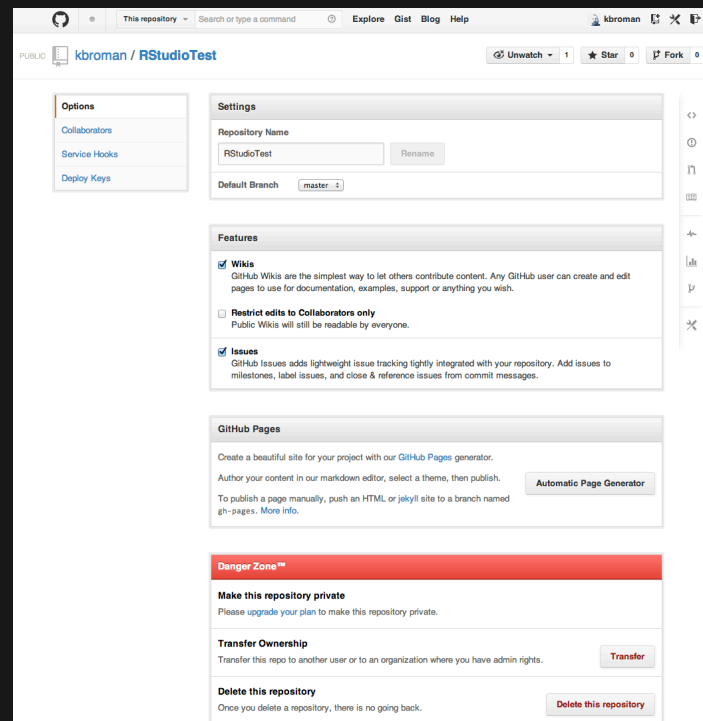 This repository Search or type a command Explore Gist Blog Help kbroman
PUBLIC kbroman / RStudioTest Unwatch 1 Star 0 Fork 0
Options
Collaborators
Service Hooks
Deploy Keys
Settings
Repository Name
RStudioTest Rename
Default Branch master
Features
Wikis
GitHub Wikis are the simplest way to let others contribute content. Any GitHub user can create and edit
pages to use for documentation, examples, support or anything you wish.
Restrict edits to Collaborators only
Public Wikis will still be readable by everyone.
Issues
GitHub Issues adds lightweight issue tracking tightly integrated with your repository. Add issues to
milestones, label issues, and close & reference issues from commit messages.
GitHub Pages
Create a beautiful site for your project with our GitHub Pages generator.
Author your content in our markdown editor, select a theme, then publish.
To publish a page manually, push an HTML or jekyll site to a branch named
gh-pages. More info.
Automatic Page Generator
Danger Zone™
Make this repository private
Please upgrade your plan to make this repository private.
Transfer Ownership
Transfer this repo to another user or to an organization where you have admin rights.
Transfer
Delete this repository
Once you delete a repository, there is no going back.
Delete this repository